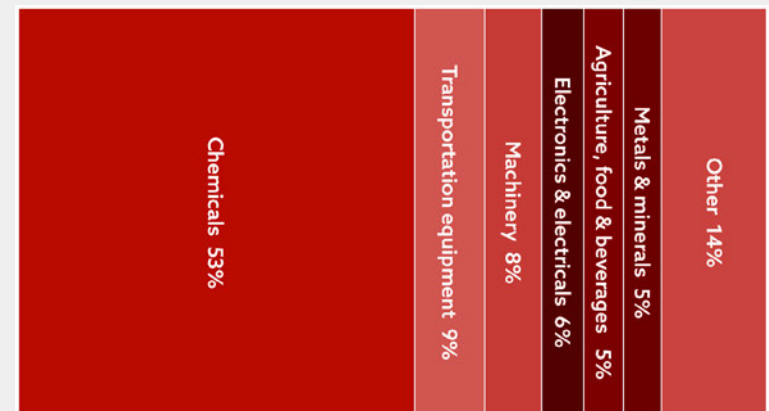 Chemicals 53%
Transportation equipment 9%
Machinery 8%
Electronics & electricals 6%
Agriculture, food & beverages 5%
Metals & minerals 5%
Other 14%